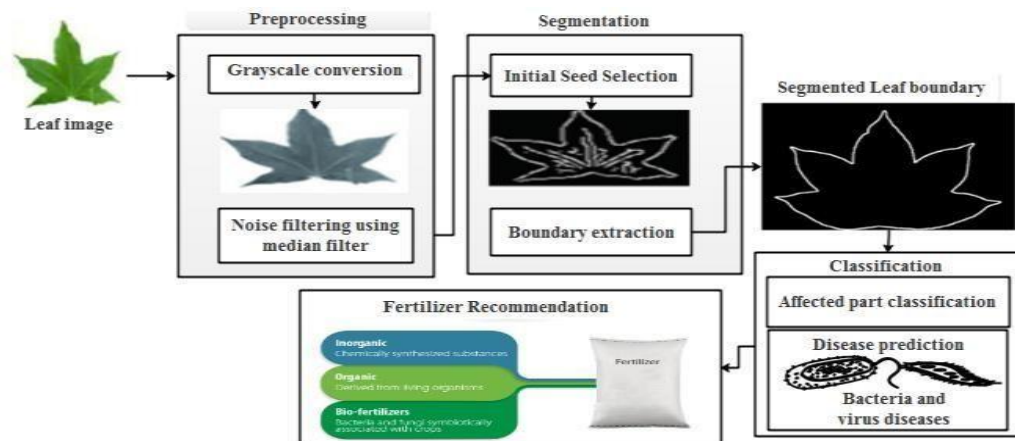 Leaf image
Preprocessing
Grayscale conversion
Noise filtering using
median filter
Segmentation
Initial Seed Selection
Boundary extraction
Segmented Leaf boundary
Classification
Affected part classification
Disease prediction
Bacteria and
virus diseases
Fertilizer Recommendation
Inorganic
Chemically synthesized substances
Organic
Derived from living organisms
Bio-fertilizers
Bacteria and fungi symbiotically
associated with crops
Fertilizer